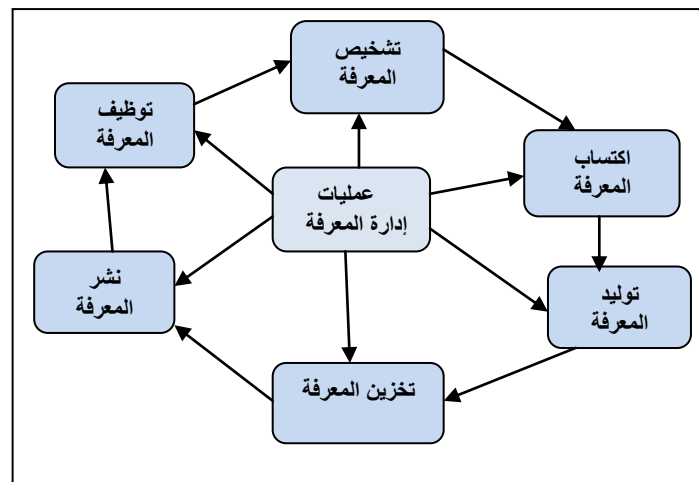 تشخيص
المعرفة
توظيف
المعرفة
اكتساب
المعرفة
عمليات
إدارة المعرفة
نشر
المعرفة
توليد
المعرفة
تخزين المعرفة